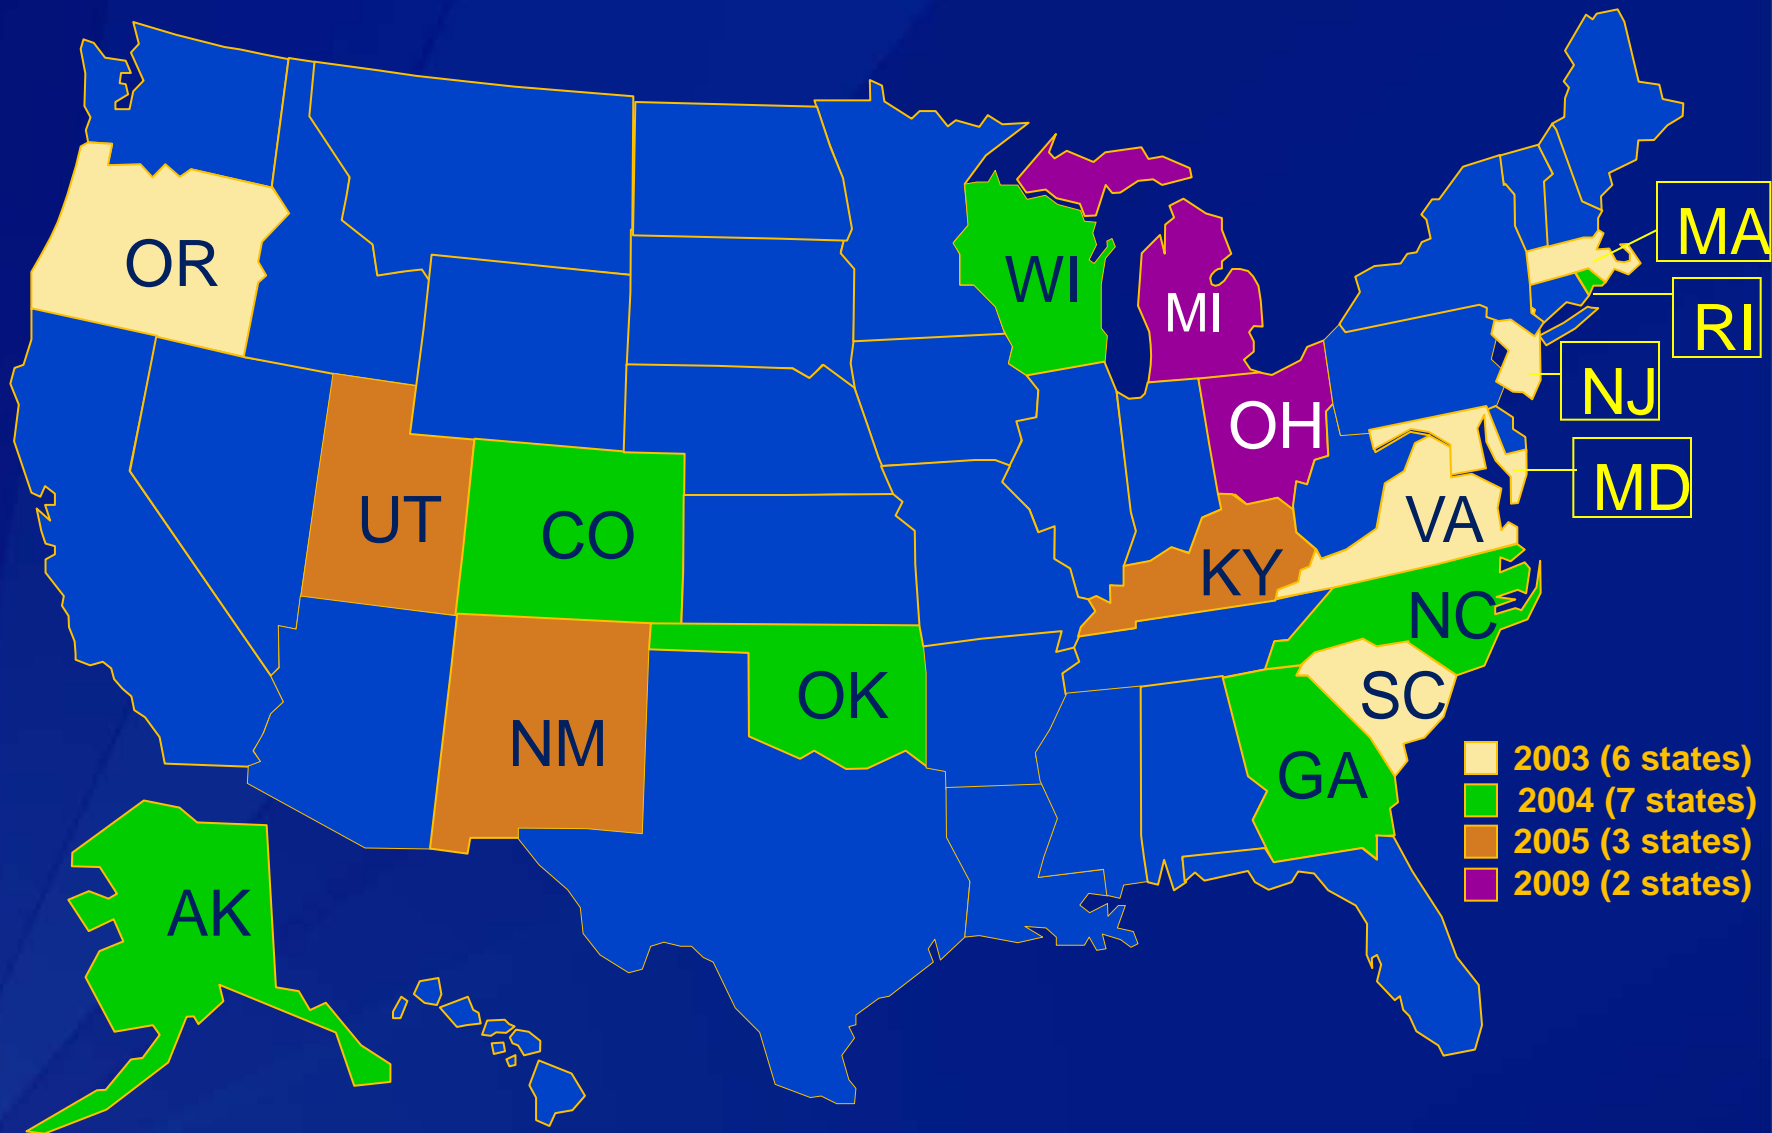 MA
OR
WI
MI
RI
NJ
OH
MD
UT
CO
VA
KY
NC
OK
SC
NM
GA
2003 (6 states)
2004 (7 states)
2005 (3 states)
2009 (2 states)
AK